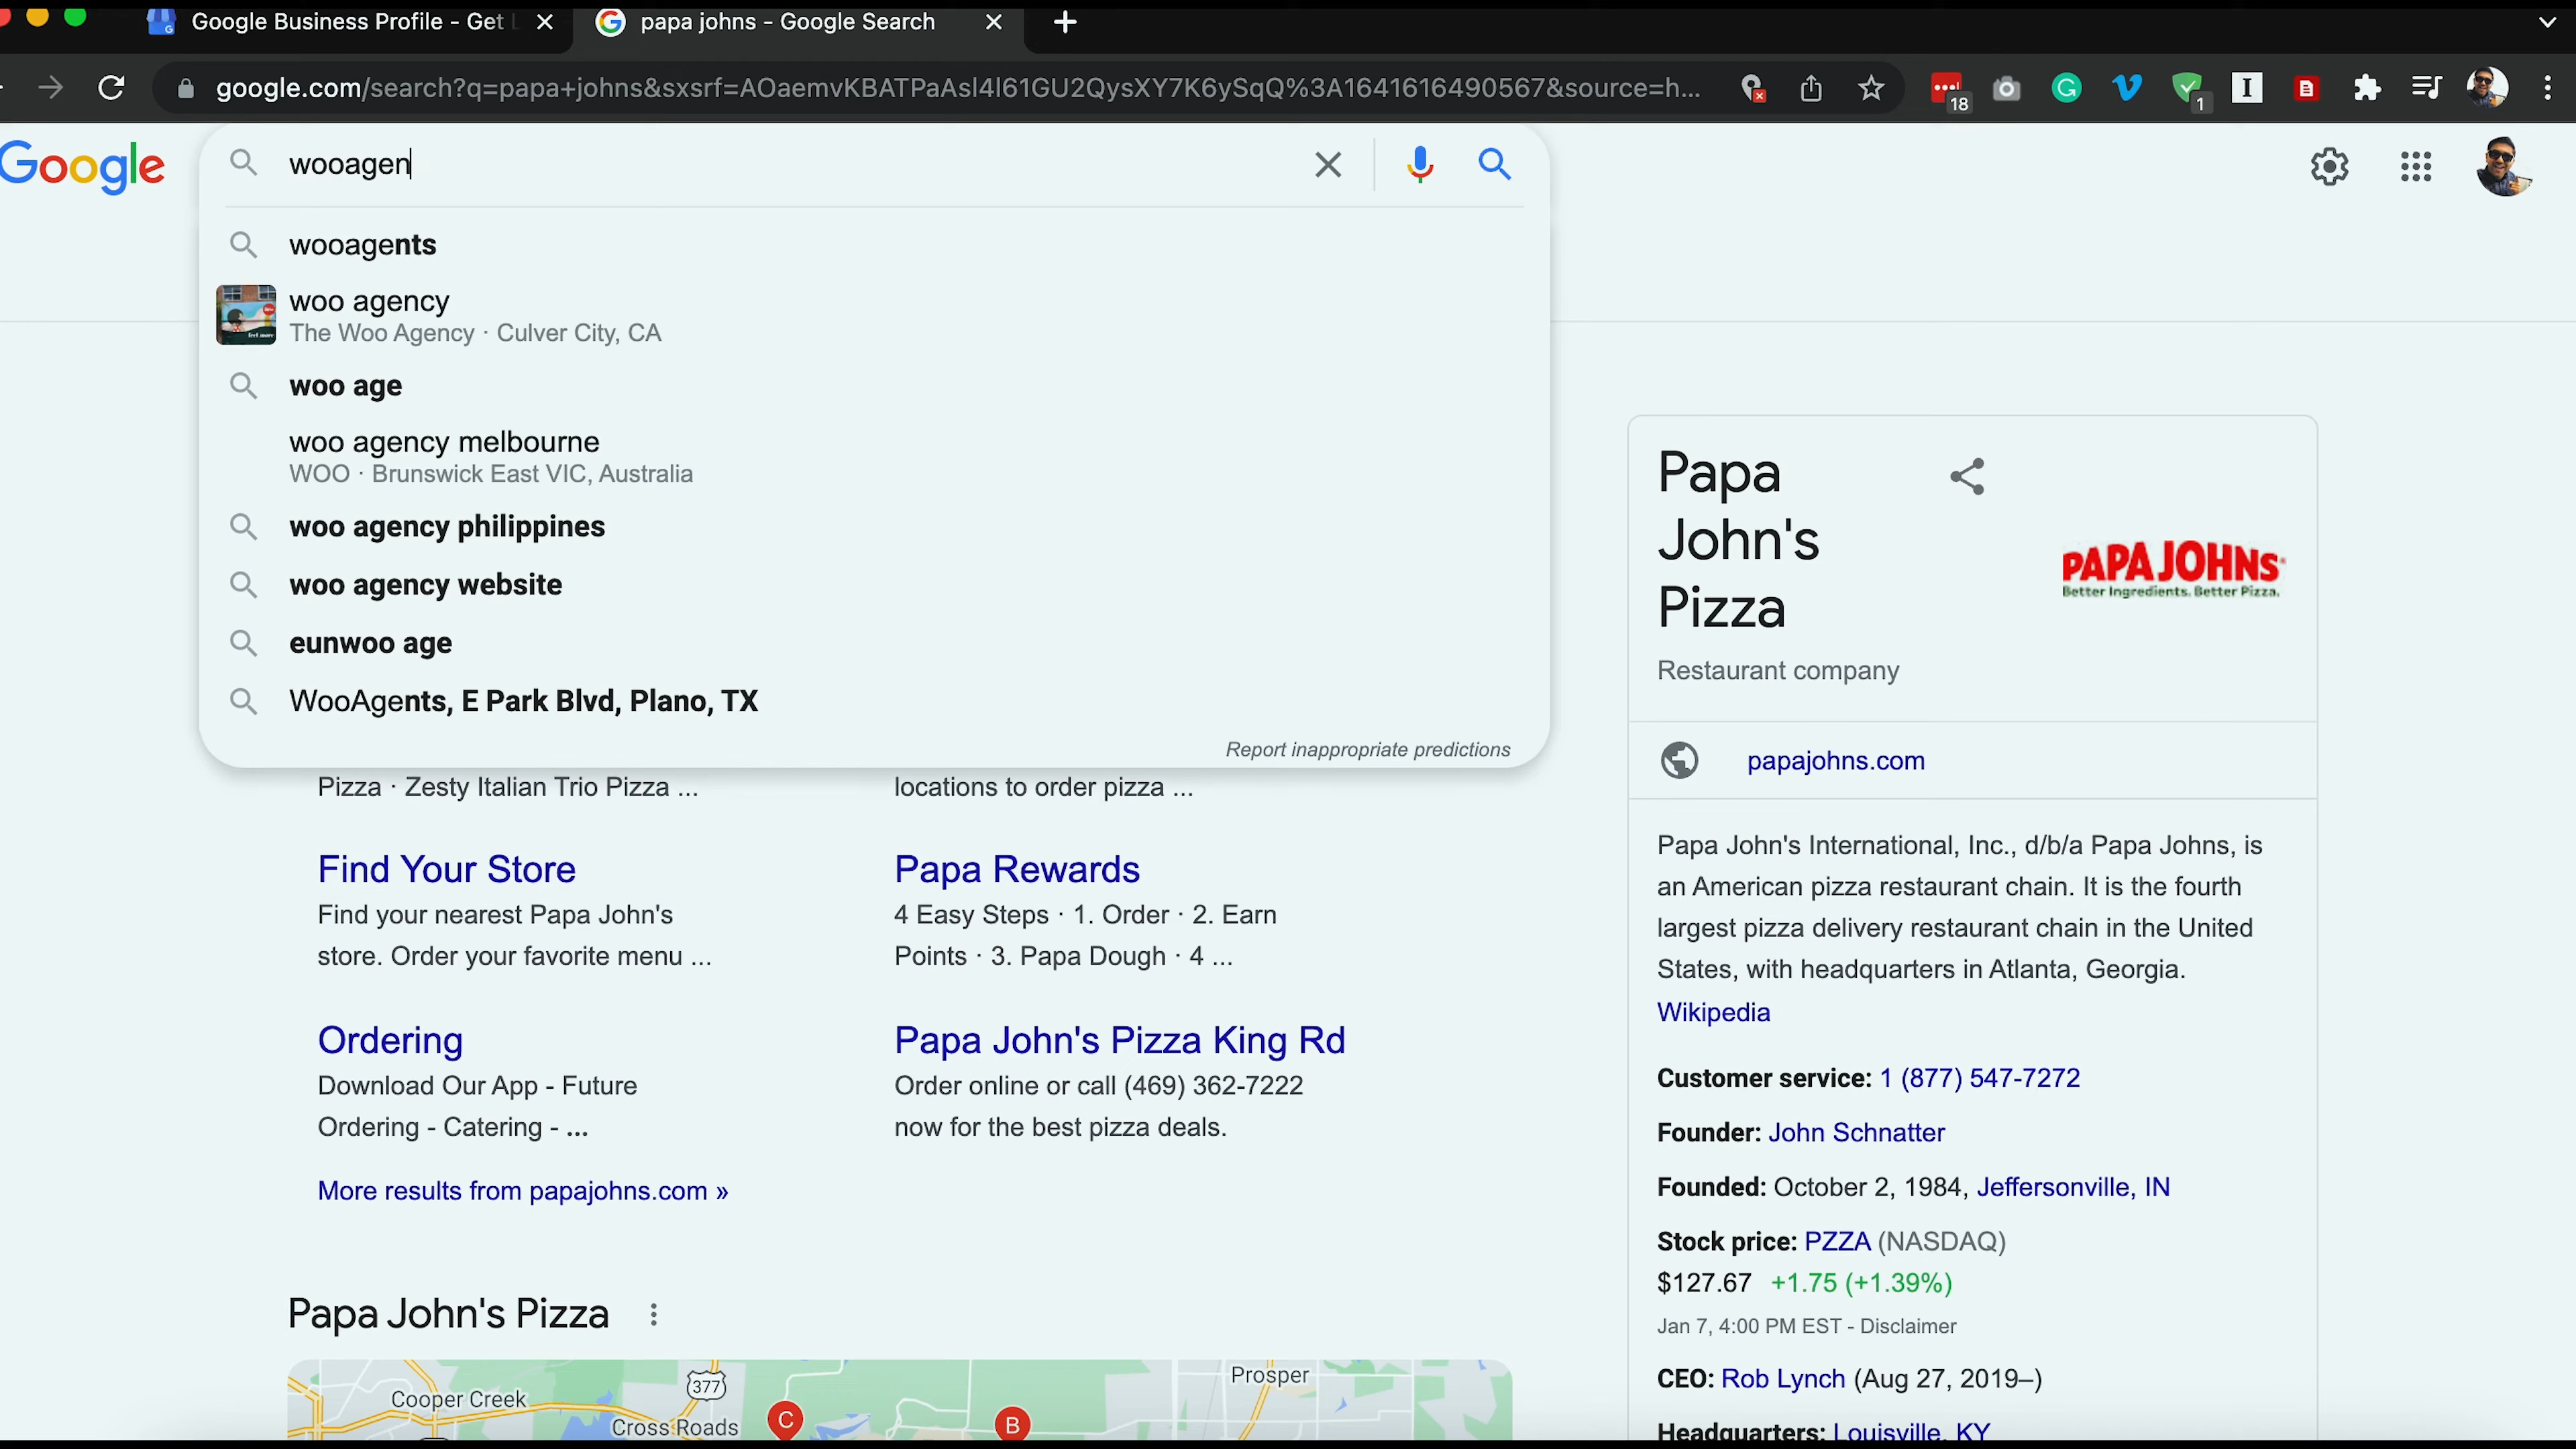 Google Business Profile - Get L
papa johns - Google Search
google.com/search?q=papa+johns&sxsrf=AOaemvKBATPaAsl4l61GU2QysXY7K6ySqQ%3A1641616490567&source=h...
18
1
Google
wooagen
wooagents
woo agency
The Woo Agency · Culver City, CA
woo age
woo agency melbourne
WOO · Brunswick East VIC, Australia
woo agency philippines
woo agency website
eunwoo age
WooAgents, E Park Blvd, Plano, TX
Report inappropriate predictions
Pizza · Zesty Italian Trio Pizza ...
locations to order pizza ...
Find Your Store
Find your nearest Papa John's
store. Order your favorite menu ...
Papa Rewards
4 Easy Steps · 1. Order · 2. Earn
Points · 3. Papa Dough · 4 ...
Ordering
Download Our App - Future
Ordering - Catering - ...
Papa John's Pizza King Rd
Order online or call (469) 362-7222
now for the best pizza deals.
More results from papajohns.com »
Papa John's Pizza
Cooper Creek
377
Cross Roads
C
B
Prosper
Papa
John's
Pizza
PAPA JOHNS
Better Ingredients. Better Pizza.
Restaurant company
papajohns.com
Papa John's International, Inc., d/b/a Papa Johns, is
an American pizza restaurant chain. It is the fourth
largest pizza delivery restaurant chain in the United
States, with headquarters in Atlanta, Georgia.
Wikipedia
Customer service: 1 (877) 547-7272
Founder: John Schnatter
Founded: October 2, 1984, Jeffersonville, IN
Stock price: PZZA (NASDAQ)
$127.67 +1.75 (+1.39%)
Jan 7, 4:00 PM EST - Disclaimer
CEO: Rob Lynch (Aug 27, 2019–)
Headquarters: Louisville, KY